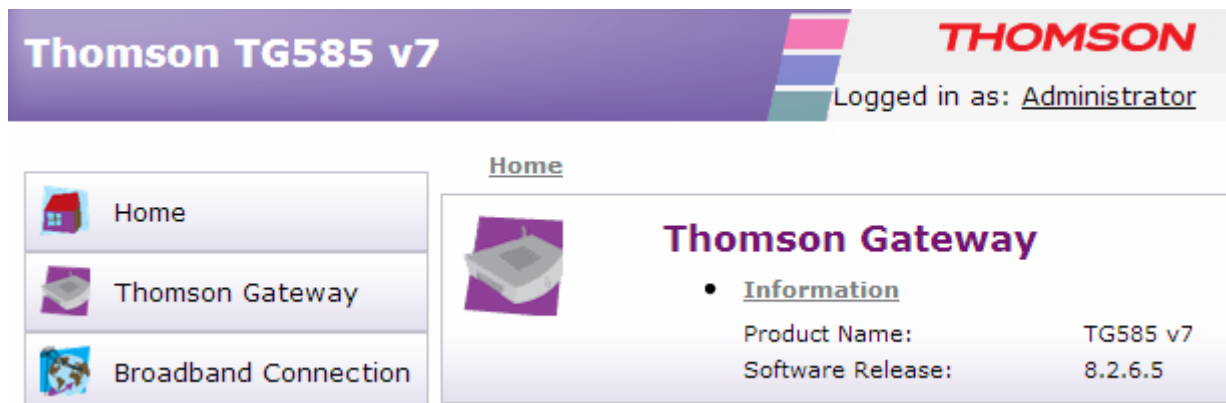 Thomson TG585 v7
THOMSON
Logged in as: Administrator
Home
Home
Thomson Gateway
Broadband Connection
Thomson Gateway
Information
Product Name: TG585 v7
Software Release: 8.2.6.5